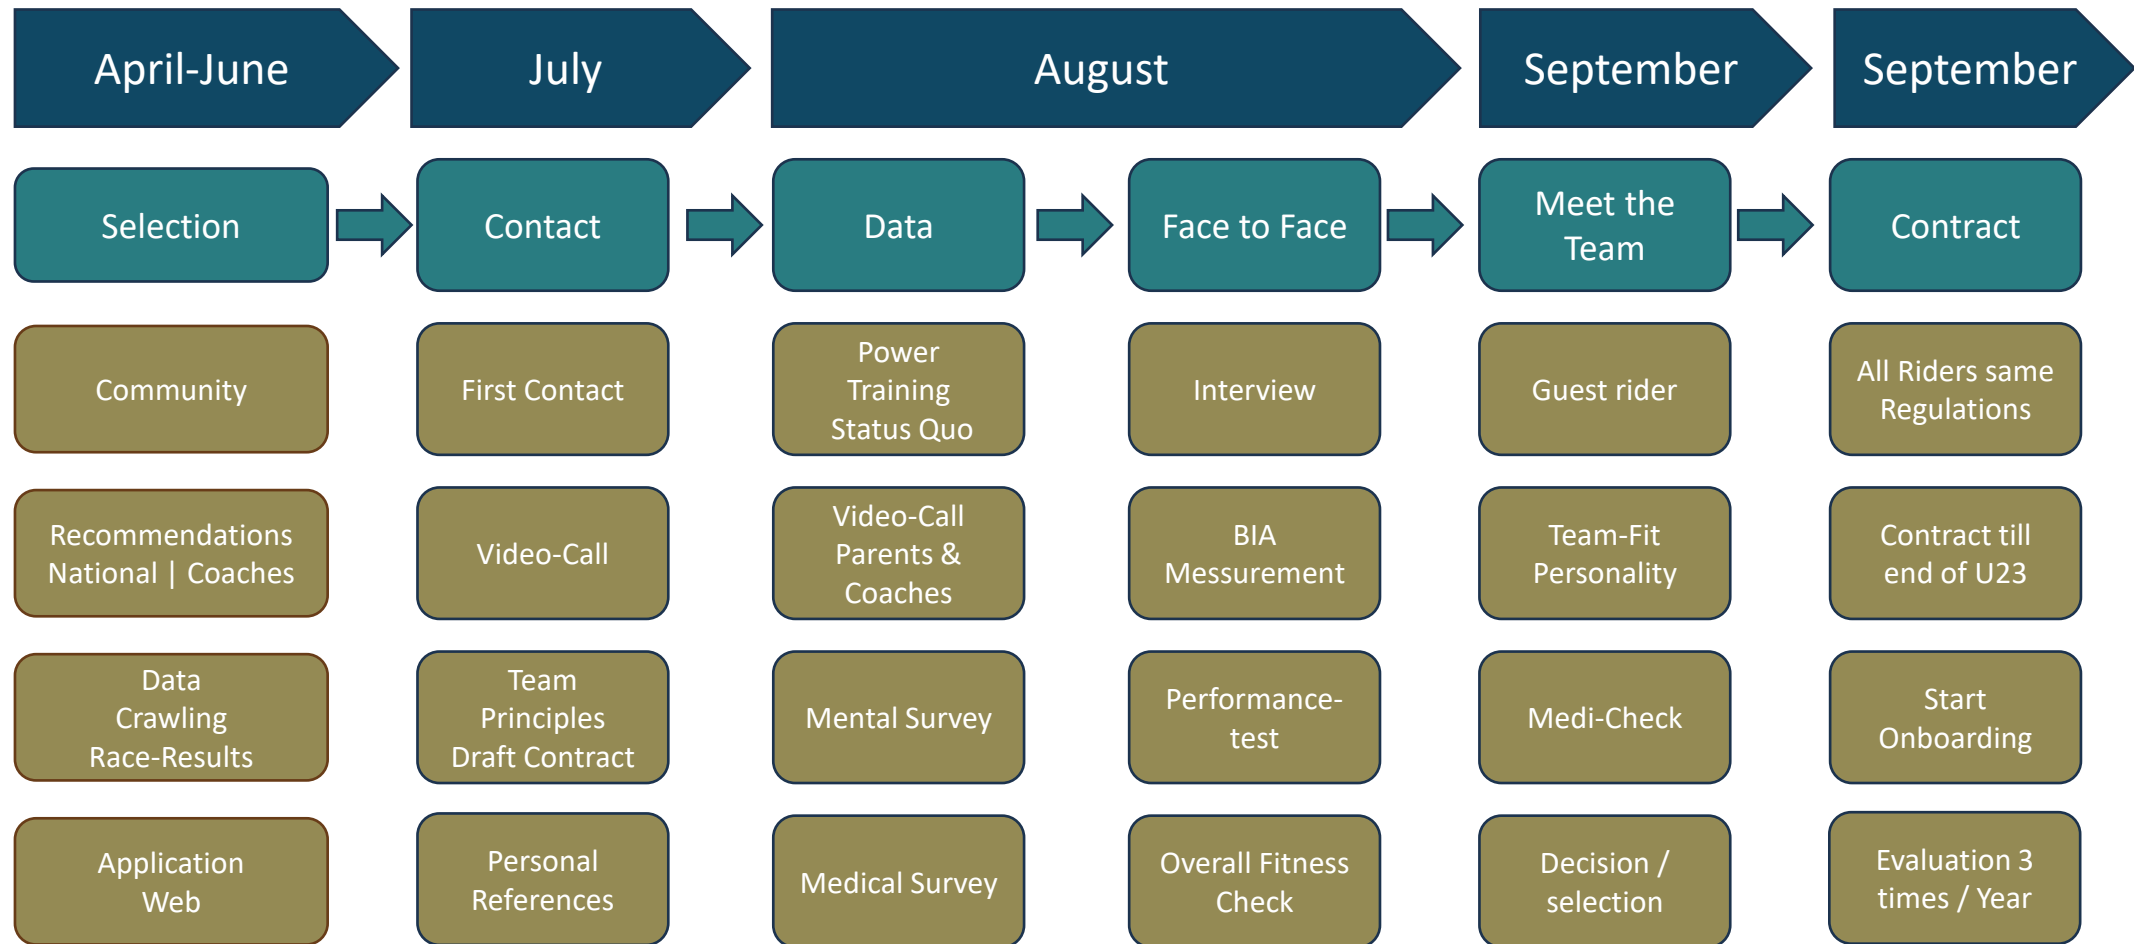 April-June
July
August
September
September
Selection
Contact
Data
Face to Face
Meet the
Team
Contract
Community
First Contact
Power
Training
Status Quo
Interview
Guest rider
All Riders same
Regulations
Recommendations
National | Coaches
Video-Call
Video-Call
Parents &
Coaches
BIA
Messurement
Team-Fit
Personality
Contract till
end of U23
Data
Crawling
Race-Results
Team
Principles
Draft Contract
Mental Survey
Performance-
test
Medi-Check
Start
Onboarding
Application
Web
Personal
References
Medical Survey
Overall Fitness
Check
Decision /
selection
Evaluation 3
times / Year